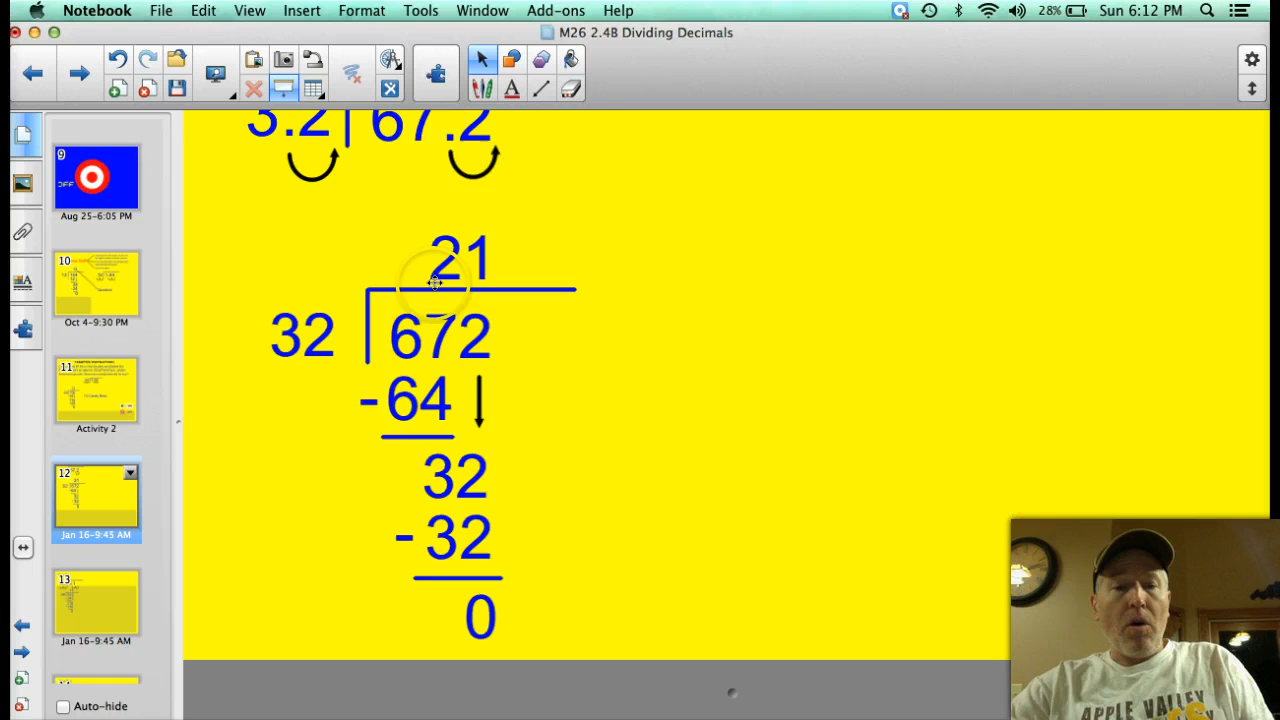 Notebook File Edit View Insert Format Tools Window Add-ons Help 28% Sun 6:12 PM
M26 2.4B Dividing Decimals
3.2 67.2
21
32 672
-64
32
-32
0
9
OFF
Aug 25-6:05 PM
10
Oct 4-9:30 PM
11
Activity 2
12
Jan 16-9:45 AM
13
Jan 16-9:45 AM
Auto-hide
APPLE VALLEY